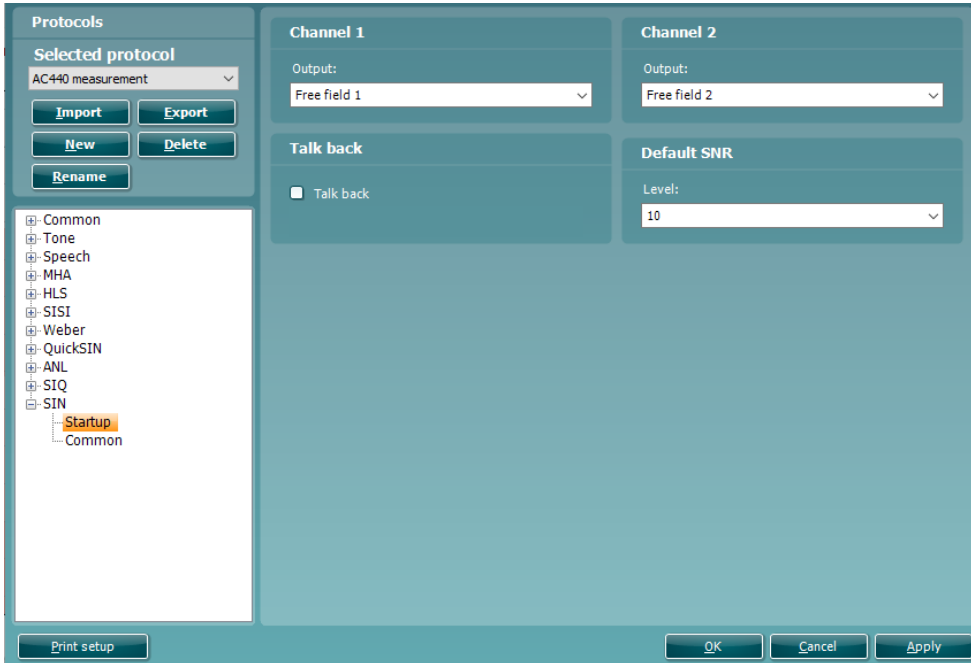 Protocols
Selected protocol
AC440 measurement
Import Export
New Delete
Rename
Common
Tone
Speech
MHA
HLS
SISI
Weber
QuickSIN
ANL
SIQ
SIN
Startup
Common
Print setup
Channel 1
Output:
Free field 1
Channel 2
Output:
Free field 2
Talk back
Talk back
Default SNR
Level:
10
OK Cancel Apply